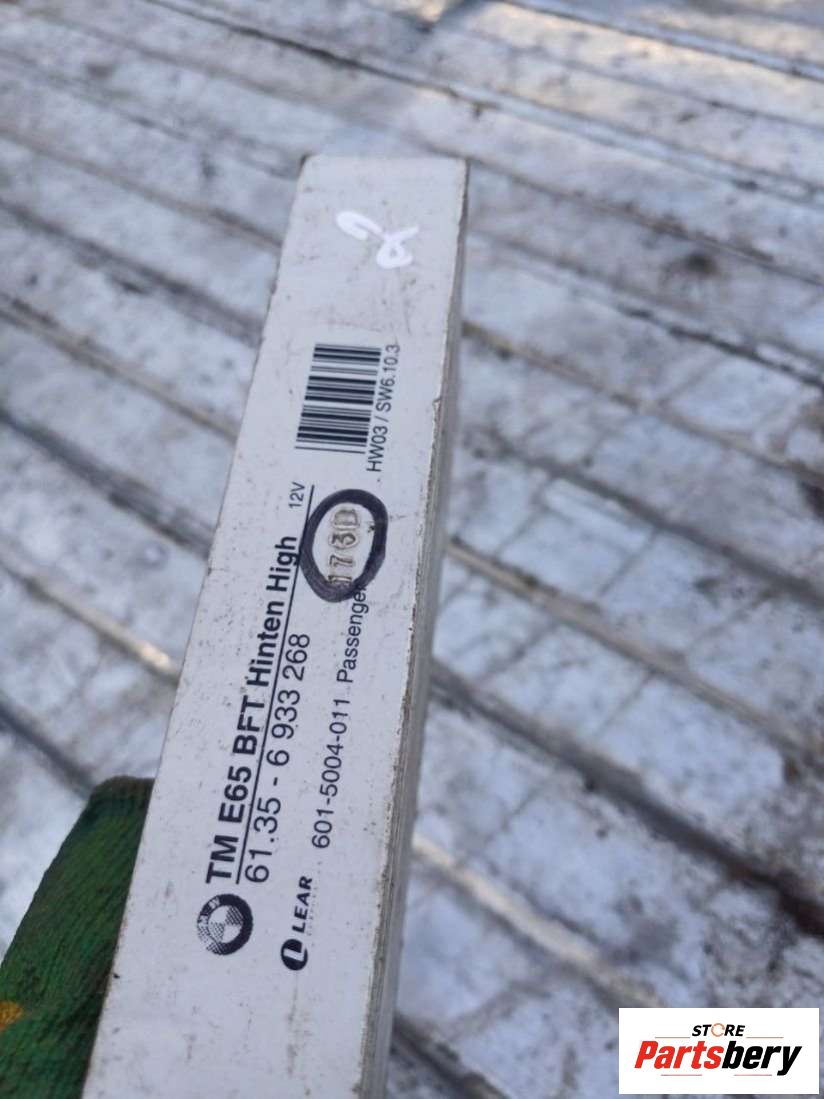 TM E65 BFT Hinten High 12V
61.35 - 6 933 268
LEAR 601-5004-011 Passenger
173D
HW03 / SW6.10.3
STORE
Partsbery